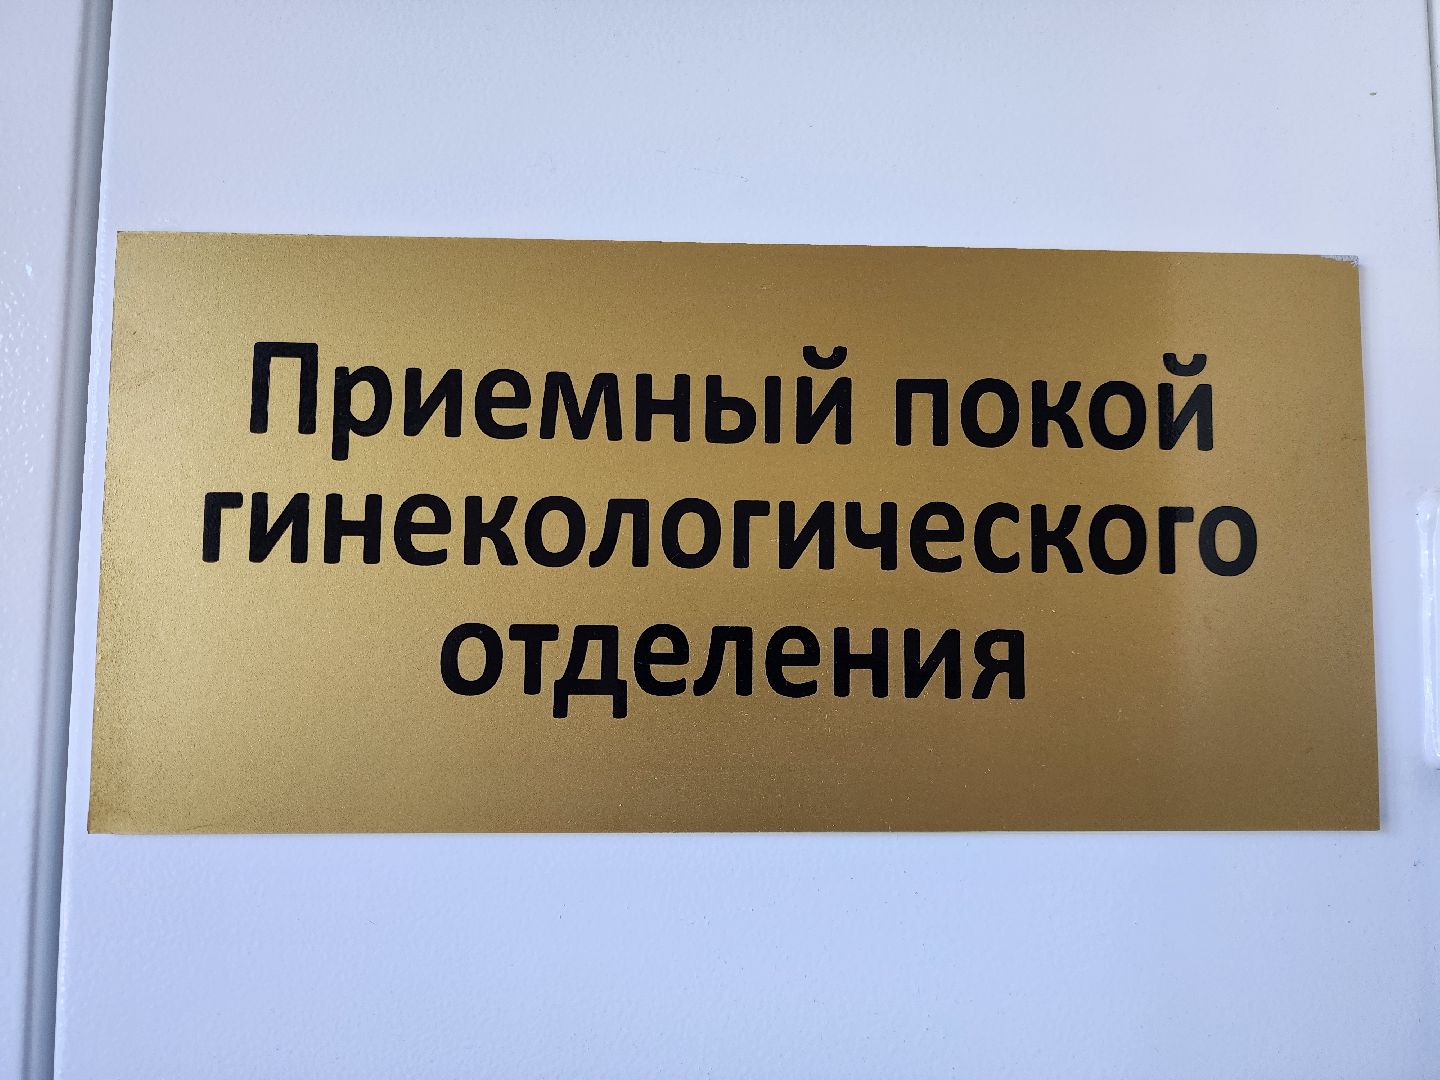 Приемный покой
гинекологического
отделения